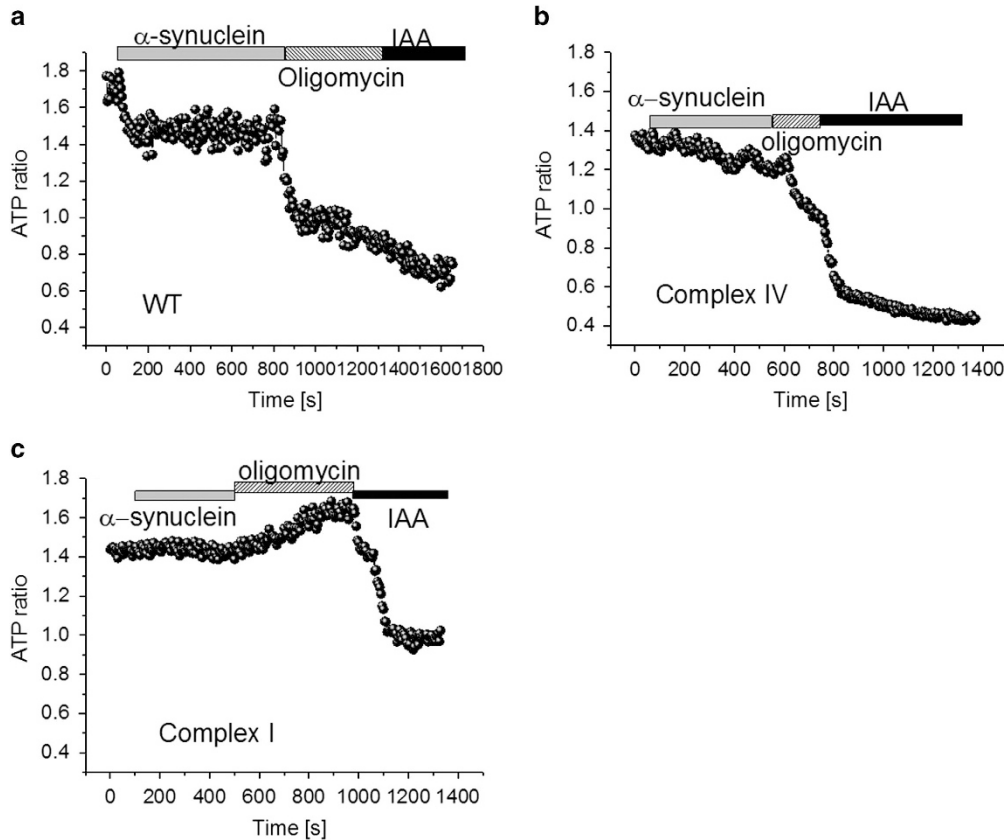 a
α-synuclein
IAA
Oligomycin
1.8
1.6
1.4
1.2
1.0
0.8
0.6
0.4
ATP ratio
WT
0 200 400 600 800 1000 1200 1400 1600 1800
Time [s]
b
α–synuclein
IAA
oligomycin
1.8
1.6
1.4
1.2
1.0
0.8
0.6
0.4
ATP ratio
Complex IV
0 200 400 600 800 1000 1200 1400
Time [s]
c
oligomycin
α–synuclein
IAA
1.8
1.6
1.4
1.2
1.0
0.8
0.6
0.4
ATP ratio
Complex I
0 200 400 600 800 1000 1200 1400
Time [s]